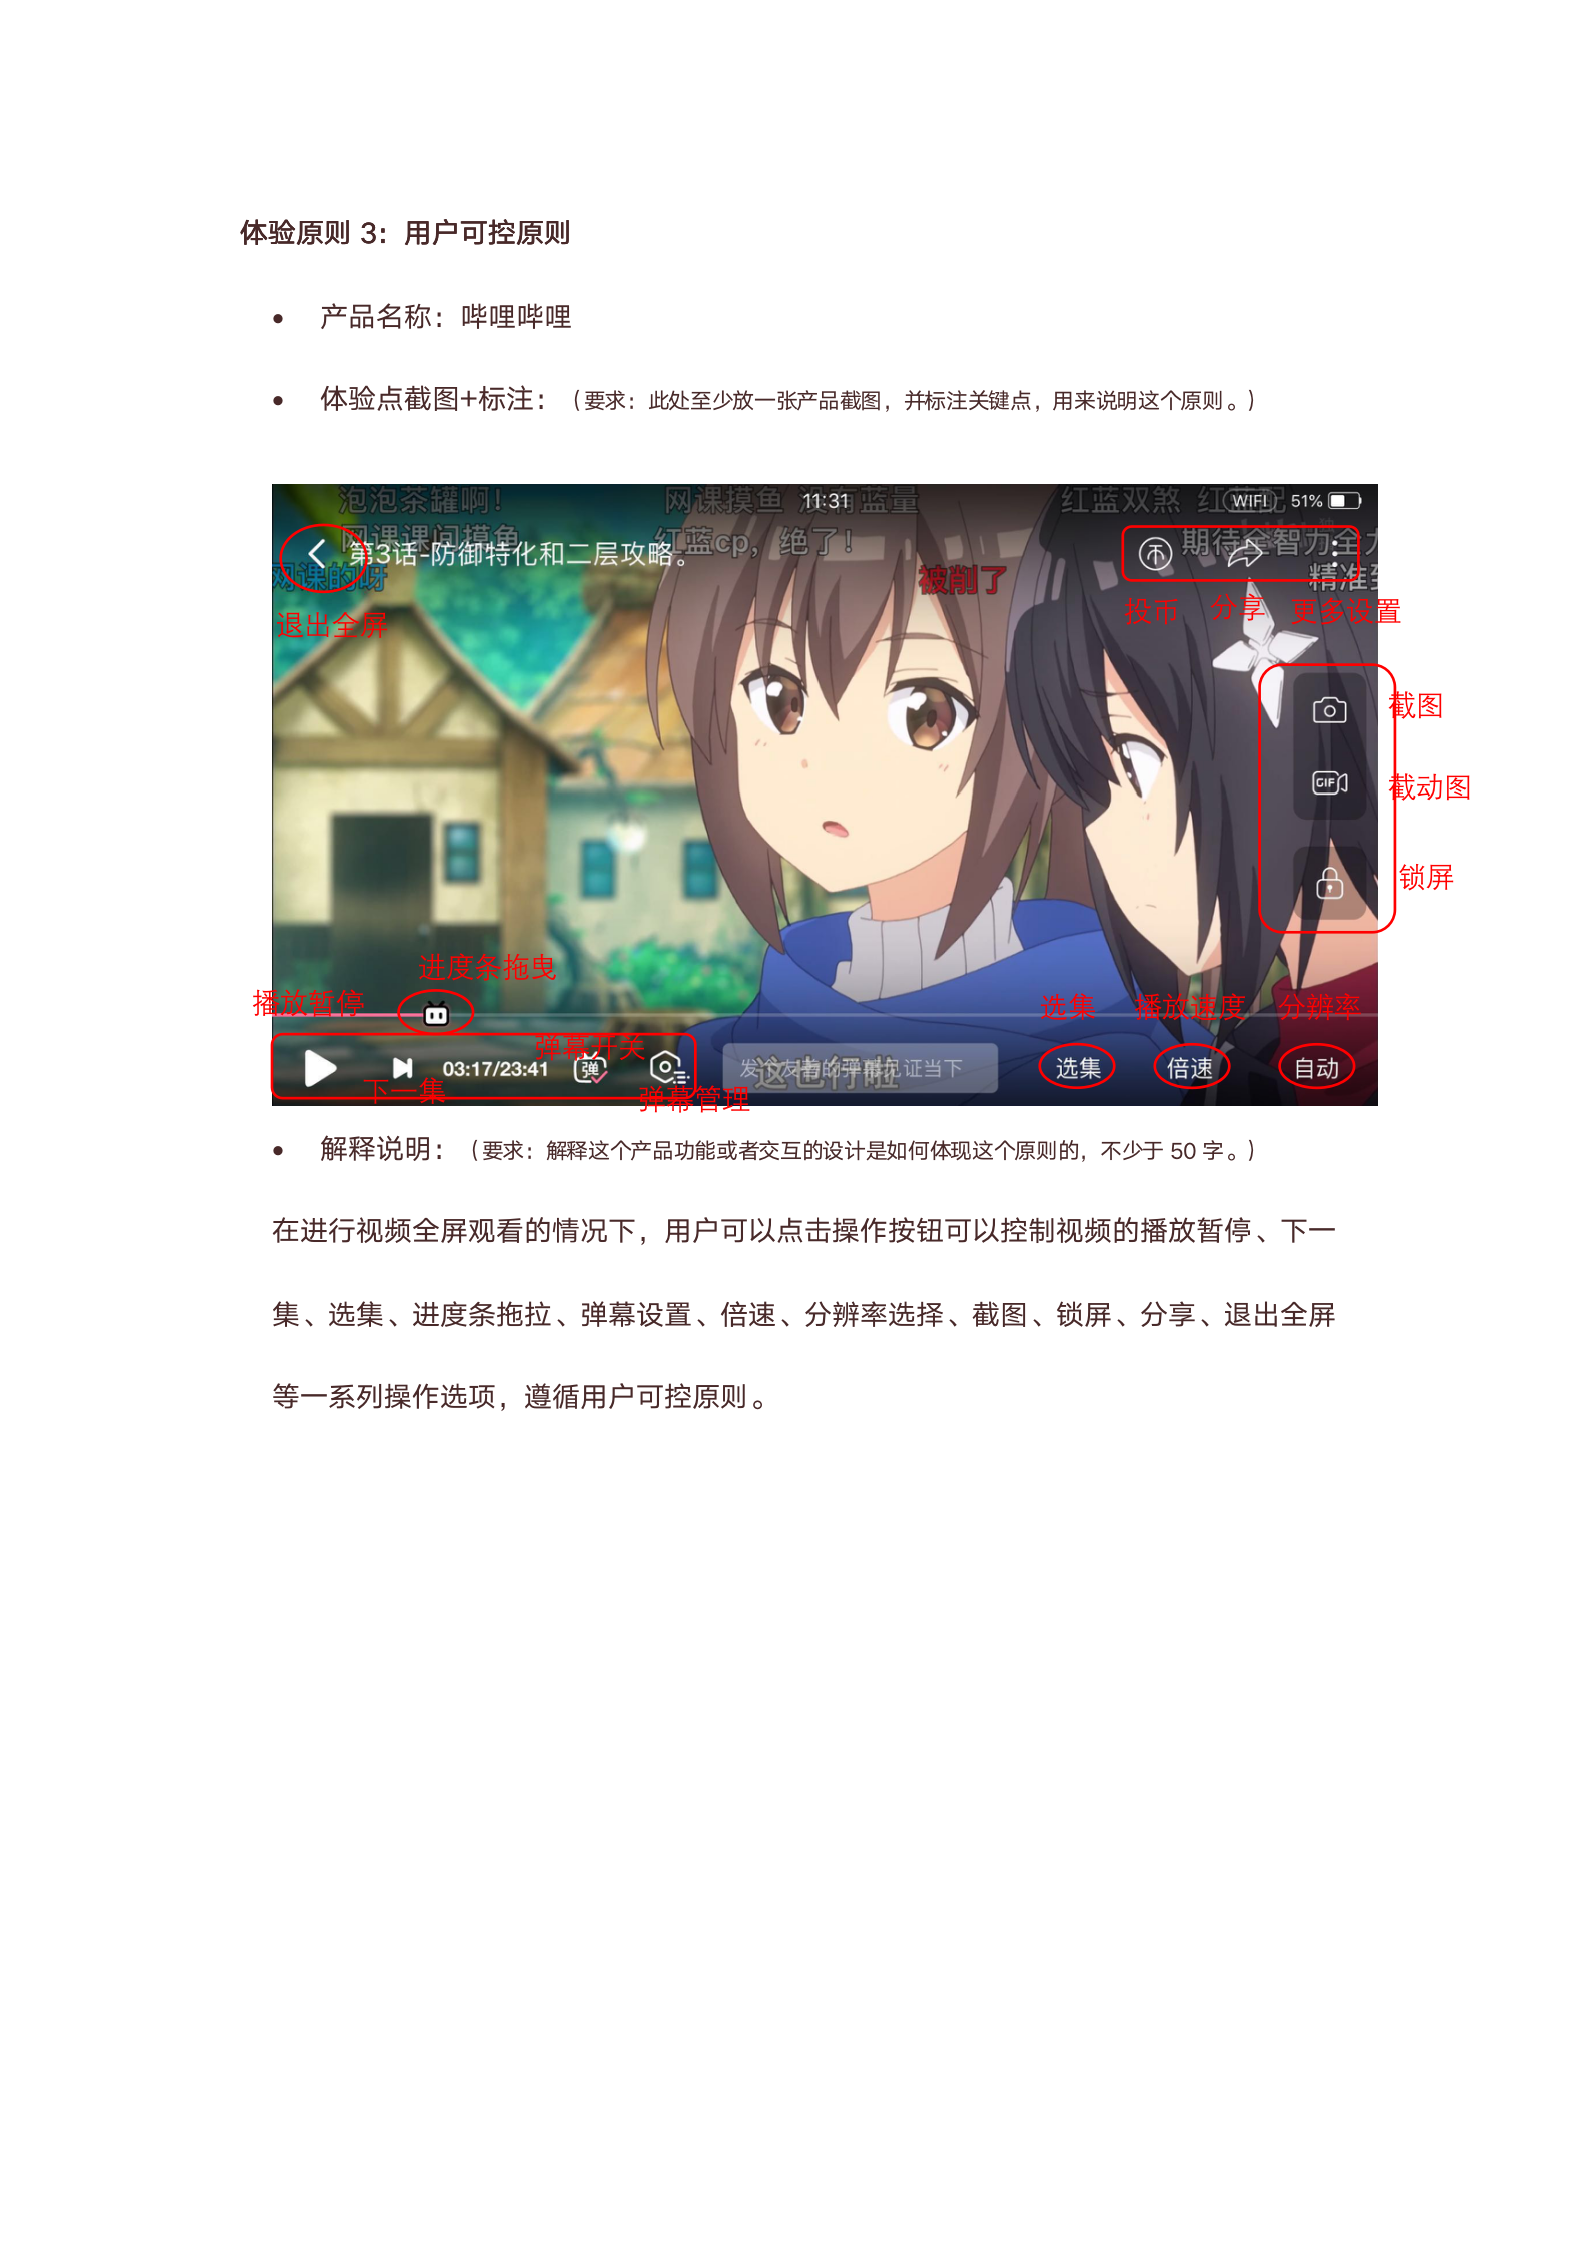 体验原则 3：用户可控原则
• 产品名称：哔哩哔哩
• 体验点截图+标注：（要求：此处至少放一张产品截图，并标注关键点，用来说明这个原则。）
泡泡茶罐啊！ 网课摸鱼 没有蓝量 11:31 红蓝双煞 红蓝配 WIFI 51%
网课课间摸鱼 红蓝cp，绝了！ 期待全智力全
第3话-防御特化和二层攻略。
网课的呀 被削了 精准
退出全屏 投币 分享 更多设置
截图
GIF 截动图
锁屏
进度条拖曳
播放暂停 选集 播放速度 分辨率
弹幕开关
03:17/23:41 弹 这也行啦 选集 倍速 自动
下一集 弹幕管理
• 解释说明：（要求：解释这个产品功能或者交互的设计是如何体现这个原则的，不少于 50 字。）
在进行视频全屏观看的情况下，用户可以点击操作按钮可以控制视频的播放暂停、下一
集、选集、进度条拖拉、弹幕设置、倍速、分辨率选择、截图、锁屏、分享、退出全屏
等一系列操作选项，遵循用户可控原则。